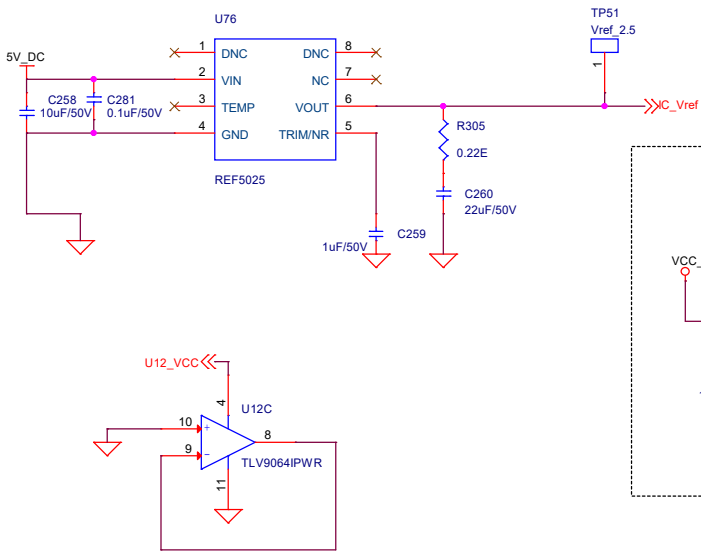 U76
TP51
Vref_2.5
1
5V_DC
1 DNC DNC 8
2 VIN NC 7
3 TEMP VOUT 6
4 GND TRIM/NR 5
C258
10uF/50V
C281
0.1uF/50V
REF5025
IC_Vref
R305
0.22E
C260
22uF/50V
C259
1uF/50V
VCC_
U12_VCC
4
U12C
10 +
9 −
8
TLV9064IPWR
11